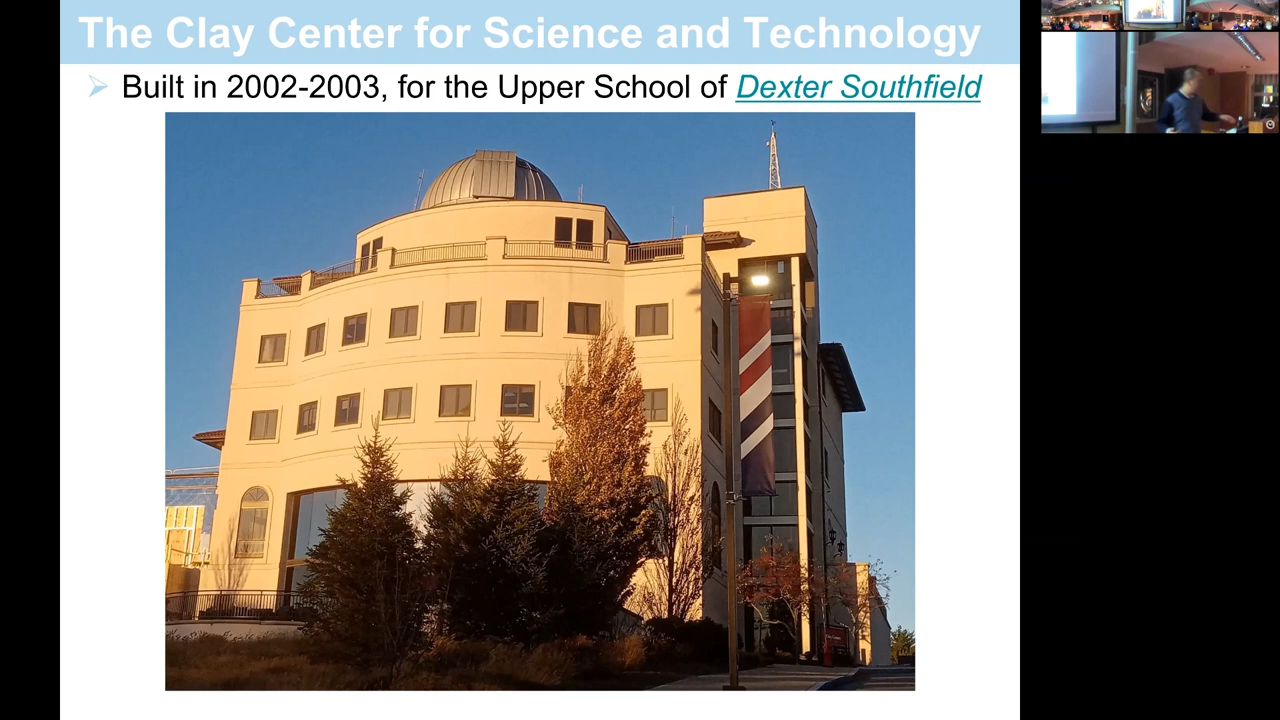 The Clay Center for Science and Technology
Built in 2002-2003, for the Upper School of Dexter Southfield